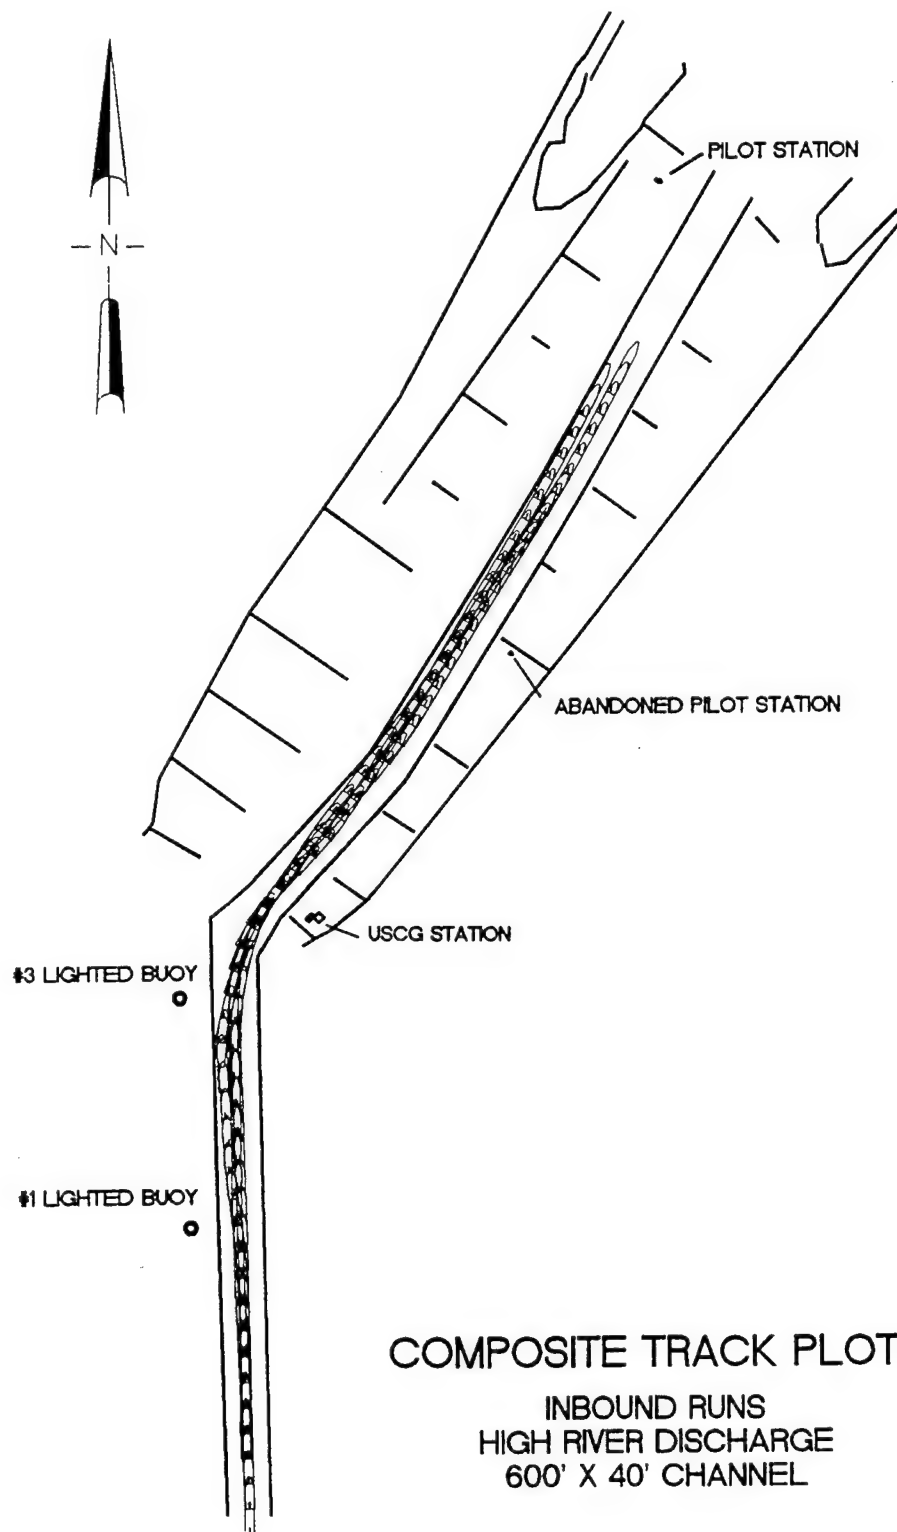 PILOT STATION
-N-
ABANDONED PILOT STATION
USCG STATION
#3 LIGHTED BUOY
#1 LIGHTED BUOY
COMPOSITE TRACK PLOT
INBOUND RUNS
HIGH RIVER DISCHARGE
600' X 40' CHANNEL